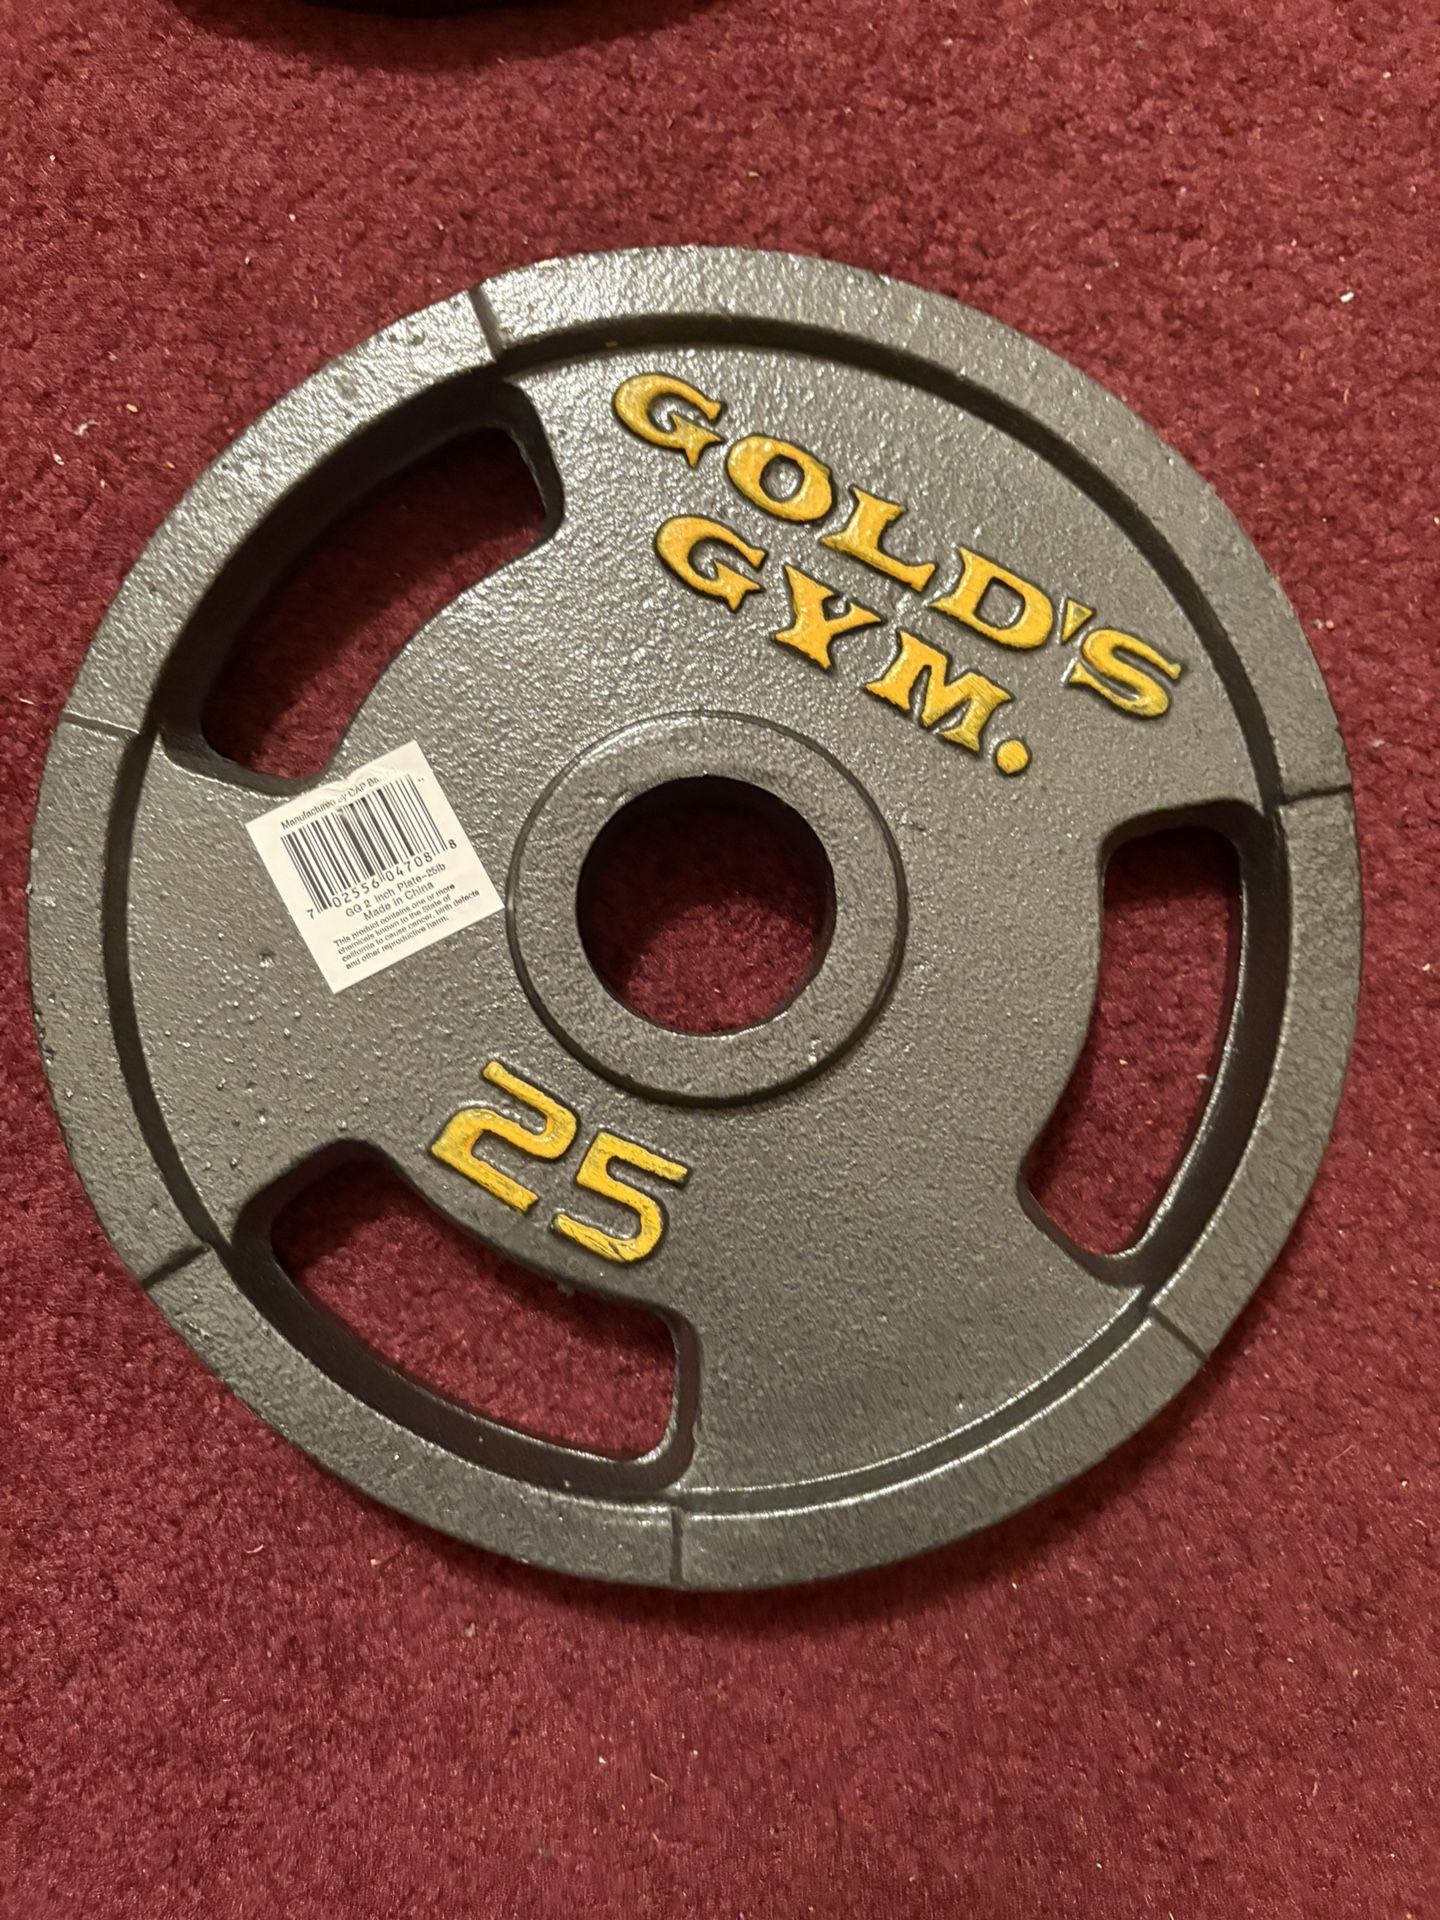 GOLD'S
GYM.
Manufactured by CAP
7 02556 04708 8
GG 2 Inch Plate-25lb
Made in China
This product contains one or more
chemicals known to the State of
california to cause cancer, birth defects
and other reproductive harm.
25